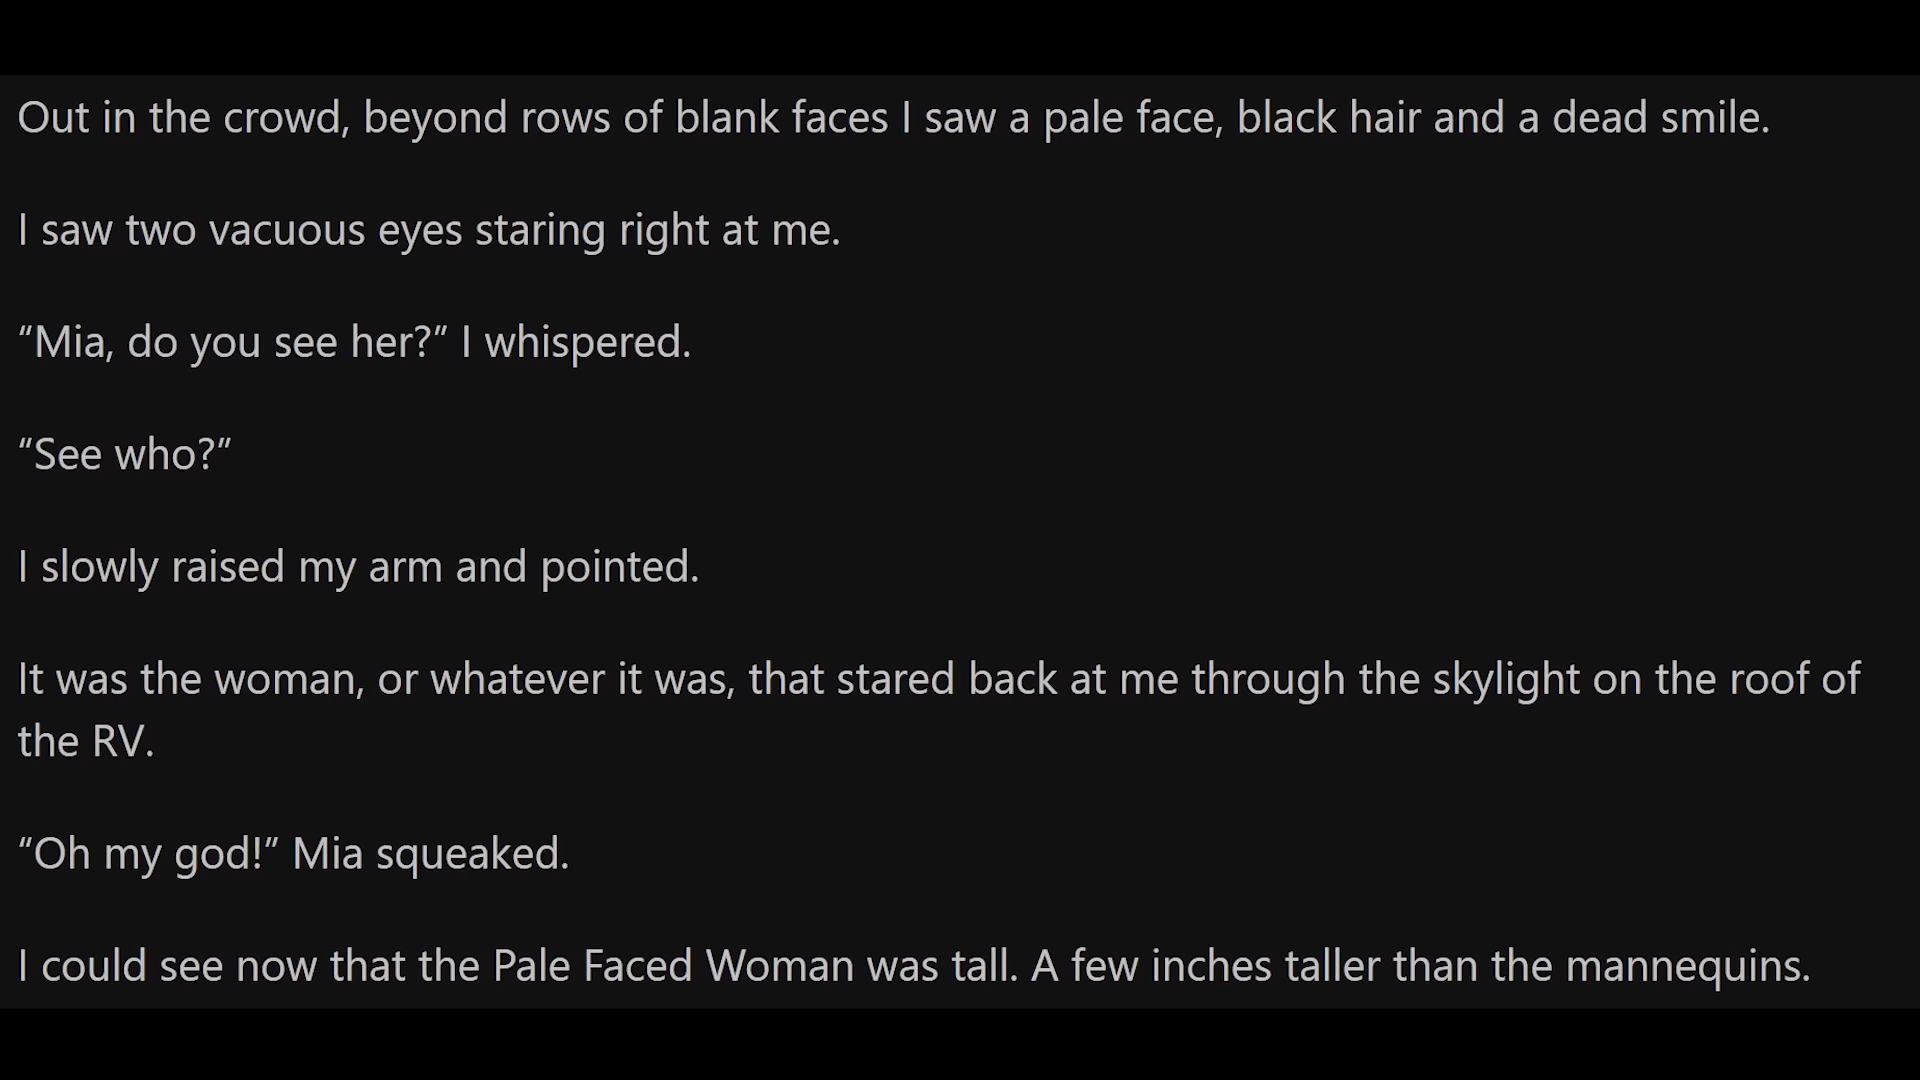 Out in the crowd, beyond rows of blank faces I saw a pale face, black hair and a dead smile.
I saw two vacuous eyes staring right at me.
“Mia, do you see her?” I whispered.
“See who?”
I slowly raised my arm and pointed.
It was the woman, or whatever it was, that stared back at me through the skylight on the roof of
the RV.
“Oh my god!” Mia squeaked.
I could see now that the Pale Faced Woman was tall. A few inches taller than the mannequins.